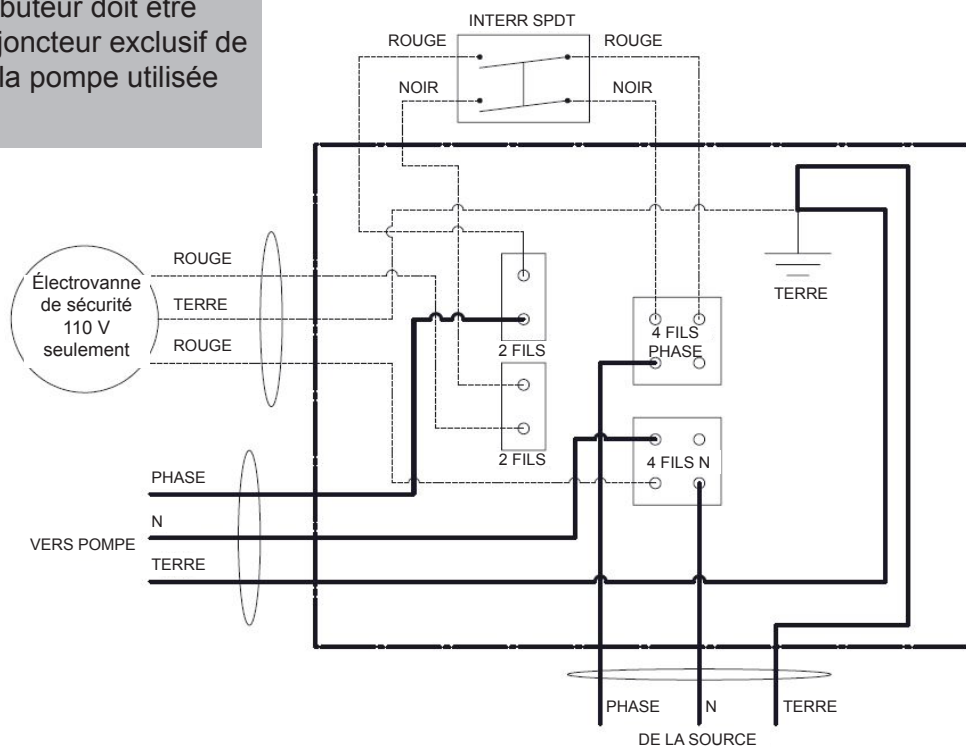 buteur doit être
joncteur exclusif de
la pompe utilisée
INTERR SPDT
ROUGE
ROUGE
NOIR
NOIR
Électrovanne
de sécurité
110 V
seulement
ROUGE
TERRE
ROUGE
TERRE
2 FILS
4 FILS
PHASE
2 FILS
4 FILS N
PHASE
N
VERS POMPE
TERRE
PHASE
N
TERRE
DE LA SOURCE